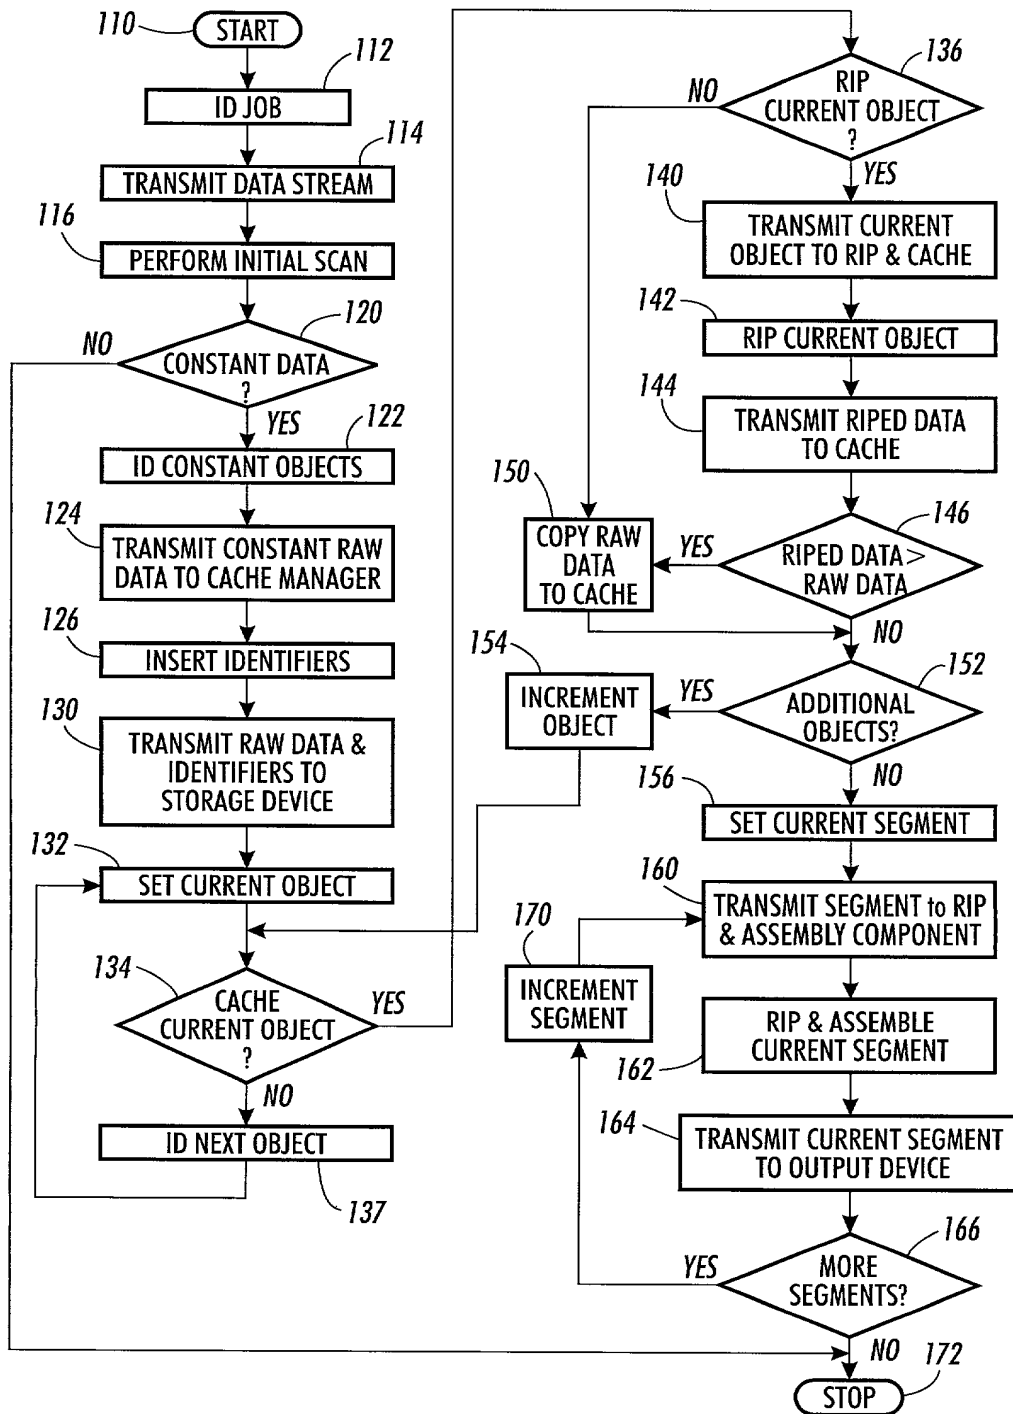 110
START
112
ID JOB
114
TRANSMIT DATA STREAM
116
PERFORM INITIAL SCAN
120
NO
CONSTANT DATA
?
YES
122
ID CONSTANT OBJECTS
124
TRANSMIT CONSTANT RAW
DATA TO CACHE MANAGER
126
INSERT IDENTIFIERS
130
TRANSMIT RAW DATA &
IDENTIFIERS TO
STORAGE DEVICE
132
SET CURRENT OBJECT
134
CACHE
CURRENT OBJECT
?
YES
NO
ID NEXT OBJECT
137
136
RIP
CURRENT OBJECT
?
NO
YES
140
TRANSMIT CURRENT
OBJECT TO RIP & CACHE
142
RIP CURRENT OBJECT
144
TRANSMIT RIPED DATA
TO CACHE
146
RIPED DATA >
RAW DATA
YES
NO
150
COPY RAW
DATA
TO CACHE
152
ADDITIONAL
OBJECTS?
YES
NO
154
INCREMENT
OBJECT
156
SET CURRENT SEGMENT
160
TRANSMIT SEGMENT to RIP
& ASSEMBLY COMPONENT
170
INCREMENT
SEGMENT
RIP & ASSEMBLE
CURRENT SEGMENT
162
164
TRANSMIT CURRENT SEGMENT
TO OUTPUT DEVICE
166
MORE
SEGMENTS?
YES
NO
172
STOP